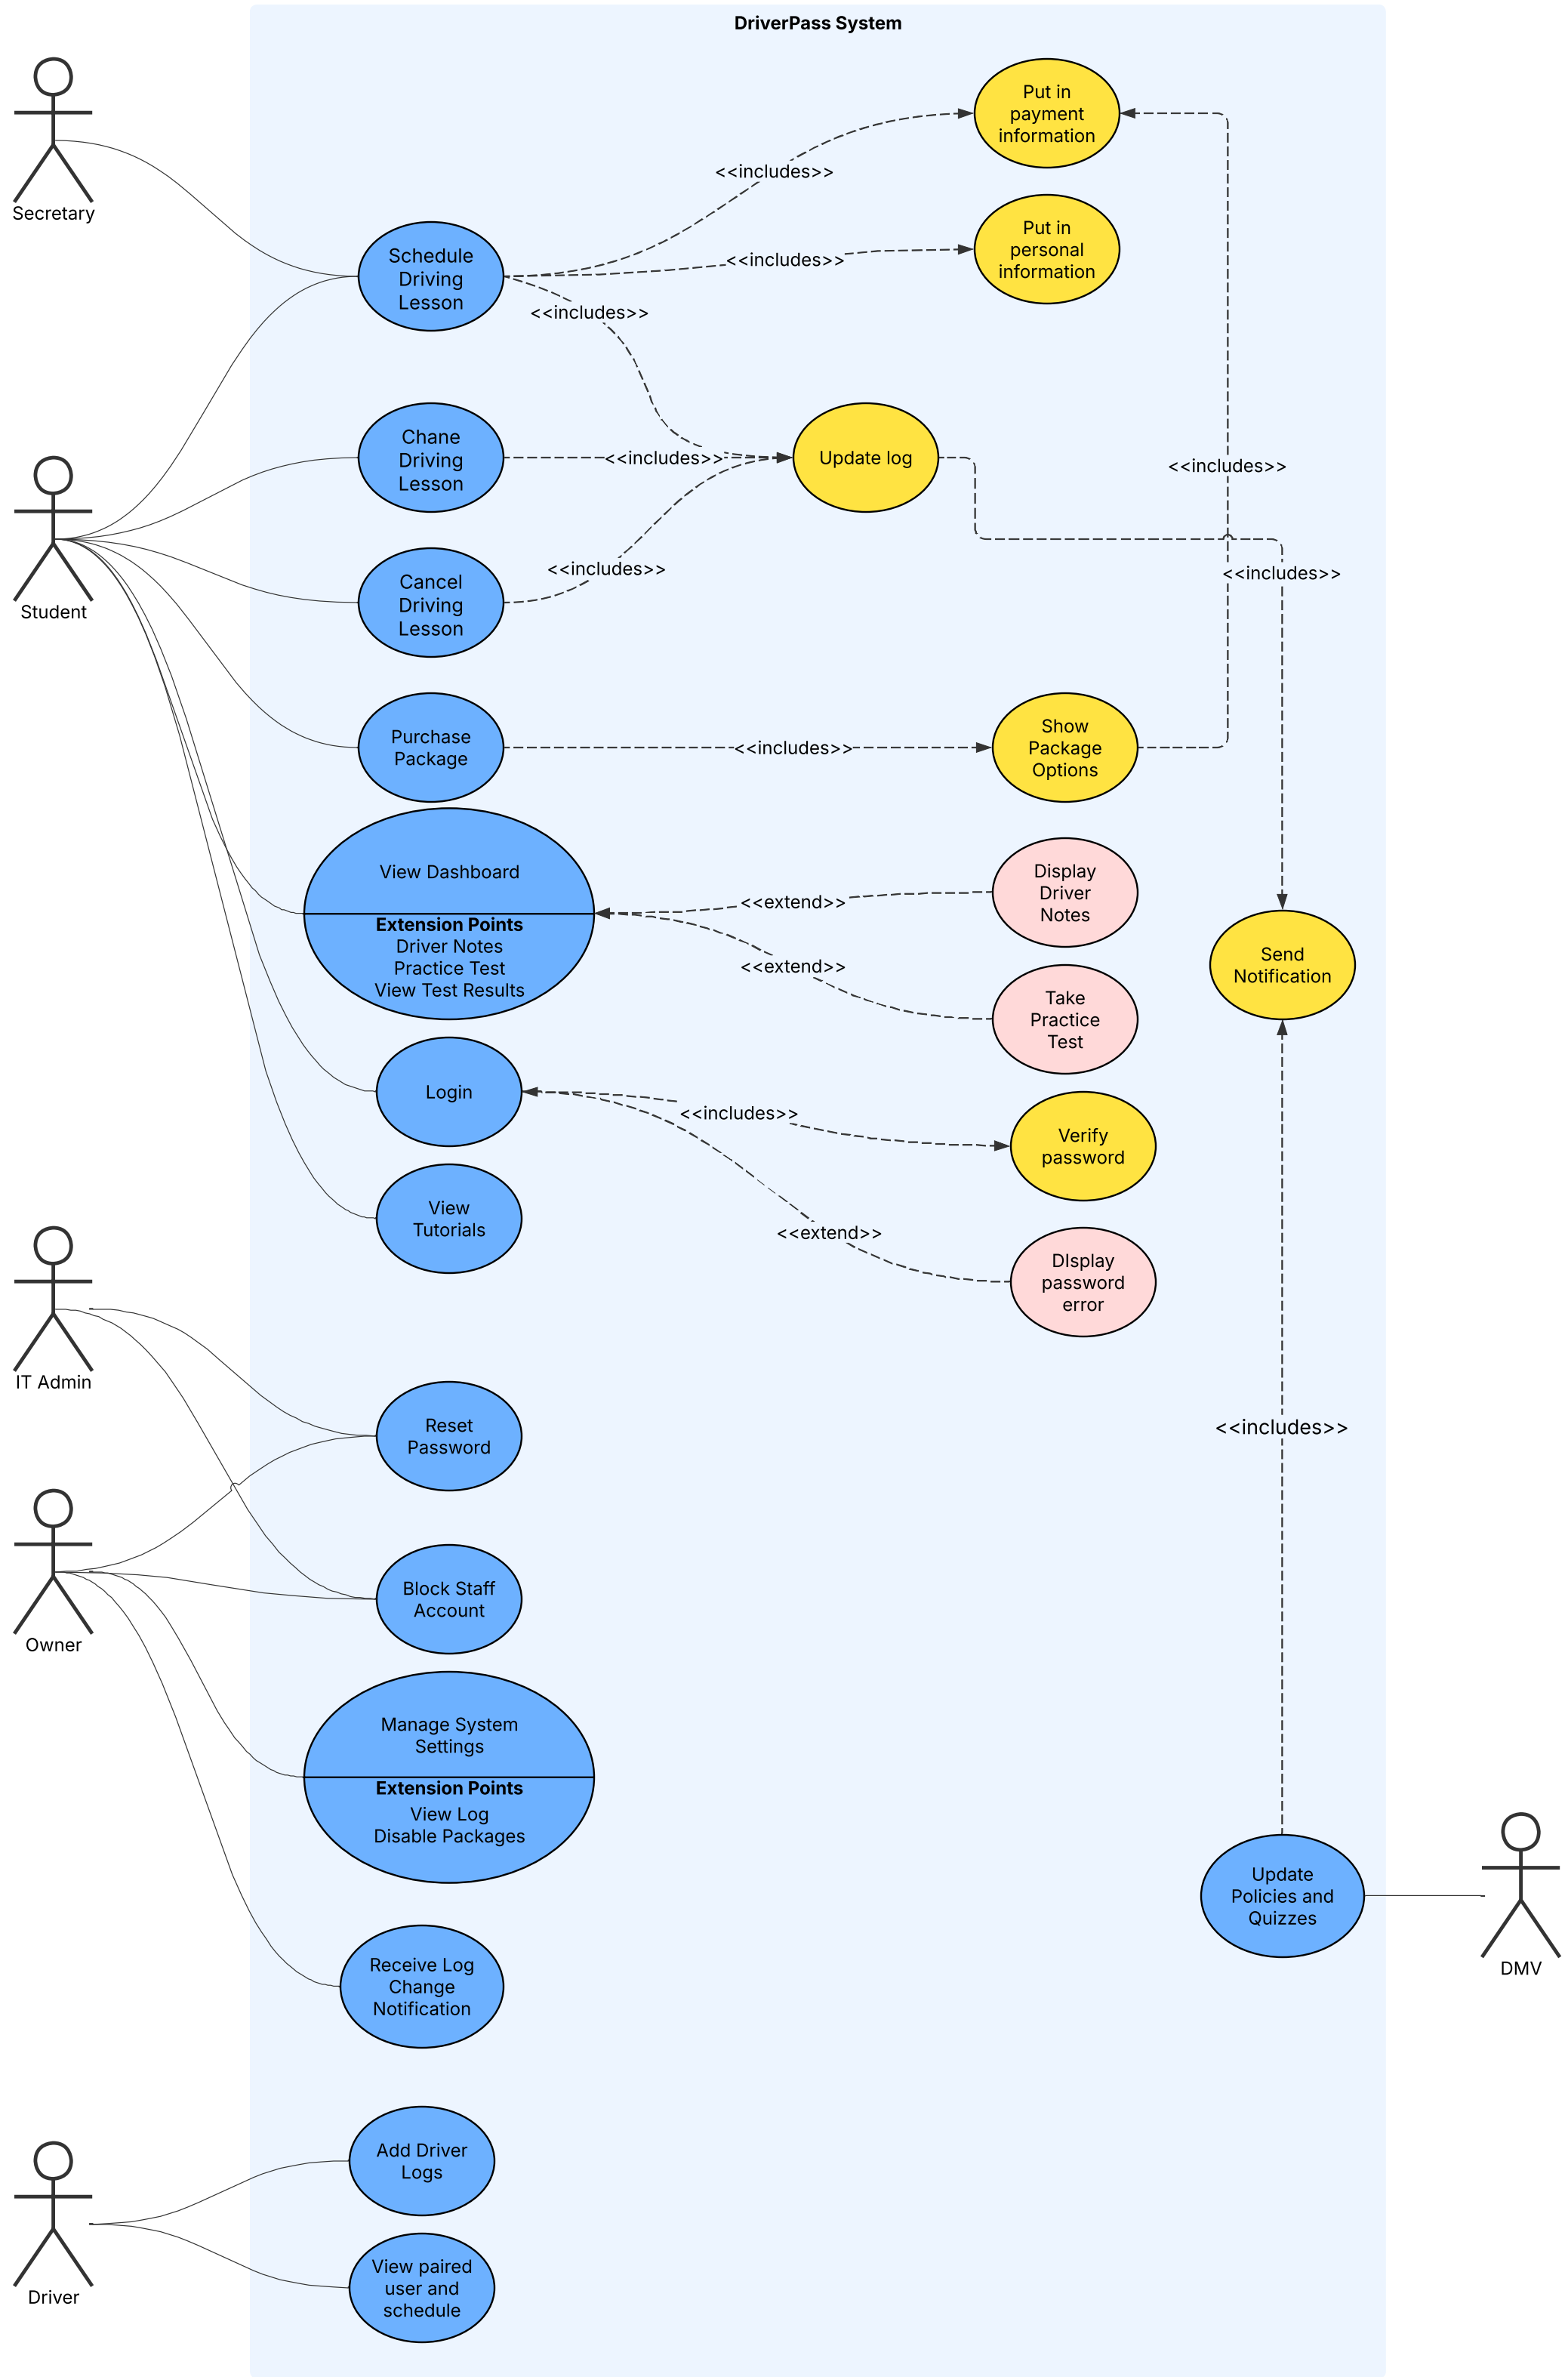 DriverPass System
Secretary
Schedule
Driving
Lesson
<<includes>>
Put in
payment
information
<<includes>>
Put in
personal
information
<<includes>>
Student
Chane
Driving
Lesson
<<includes>>
Update log
<<includes>>
Cancel
Driving
Lesson
<<includes>>
<<includes>>
Purchase
Package
<<includes>>
Show
Package
Options
View Dashboard
Extension Points
Driver Notes
Practice Test
View Test Results
<<extend>>
Display
Driver
Notes
<<extend>>
Take
Practice
Test
Send
Notification
Login
<<includes>>
Verify
password
View
Tutorials
<<extend>>
DIsplay
password
error
IT Admin
Reset
Password
<<includes>>
Owner
Block Staff
Account
Manage System
Settings
Extension Points
View Log
Disable Packages
Update
Policies and
Quizzes
DMV
Receive Log
Change
Notification
Driver
Add Driver
Logs
View paired
user and
schedule